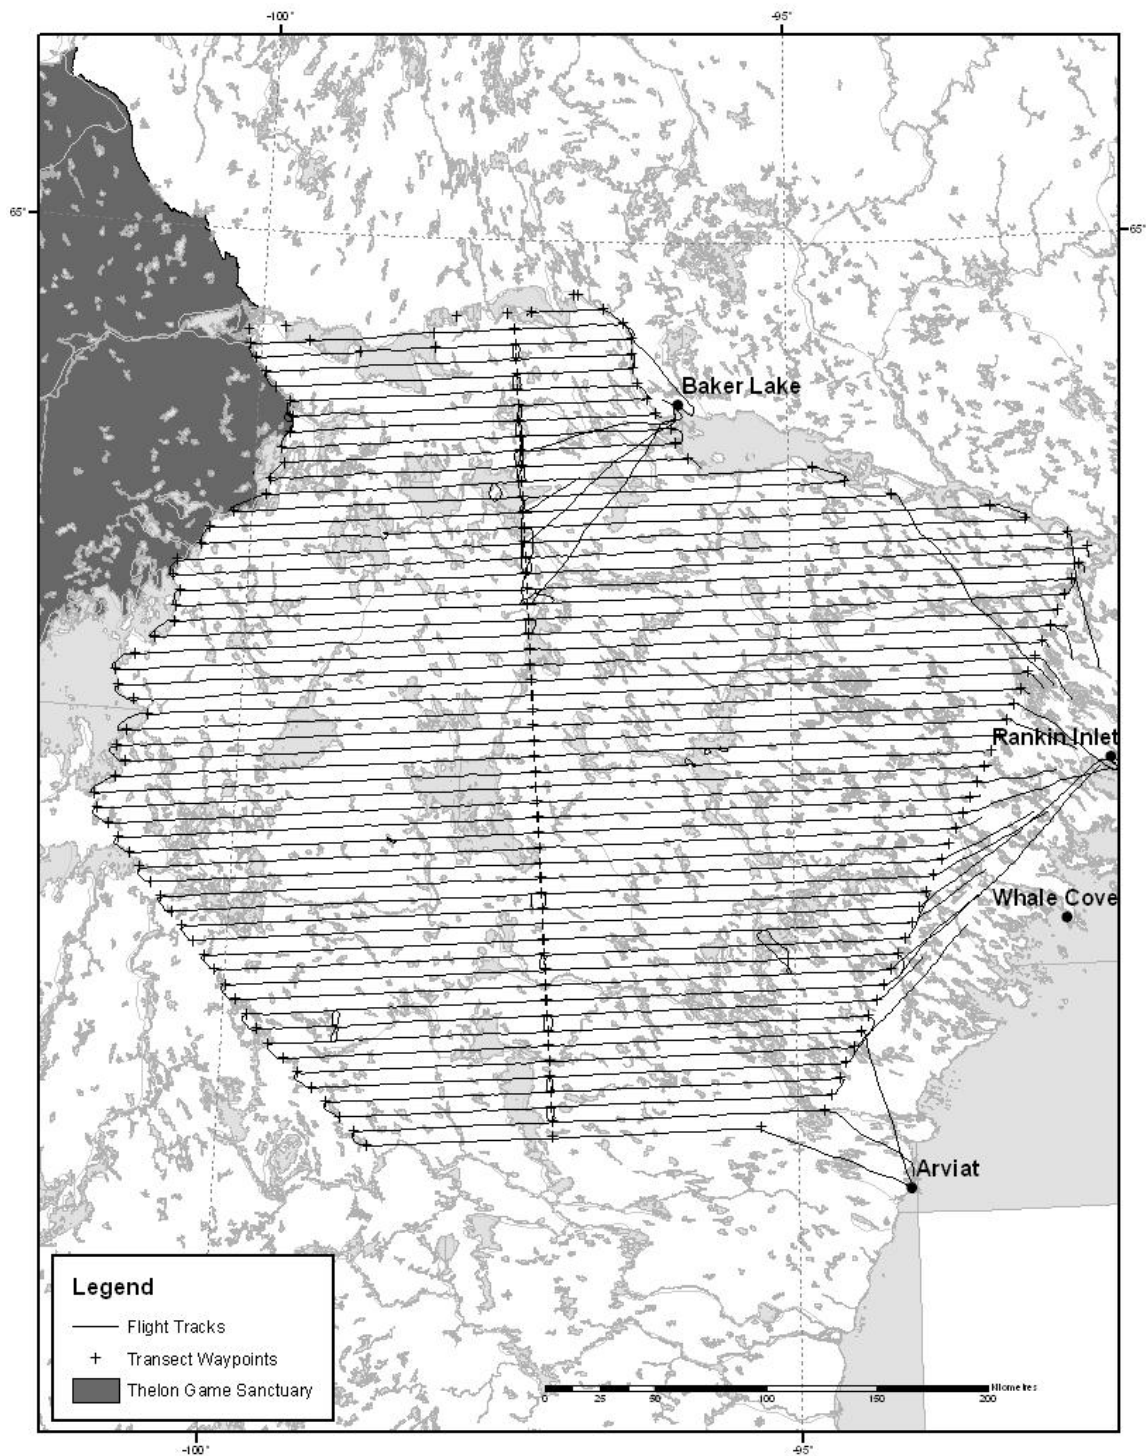 -100°
-95°
65°
65°
Baker Lake
Rankin Inlet
Whale Cove
Arviat
Legend
Flight Tracks
Transect Waypoints
Thelon Game Sanctuary
Kilometres
0 25 50 100 150 200
-100°
-95°